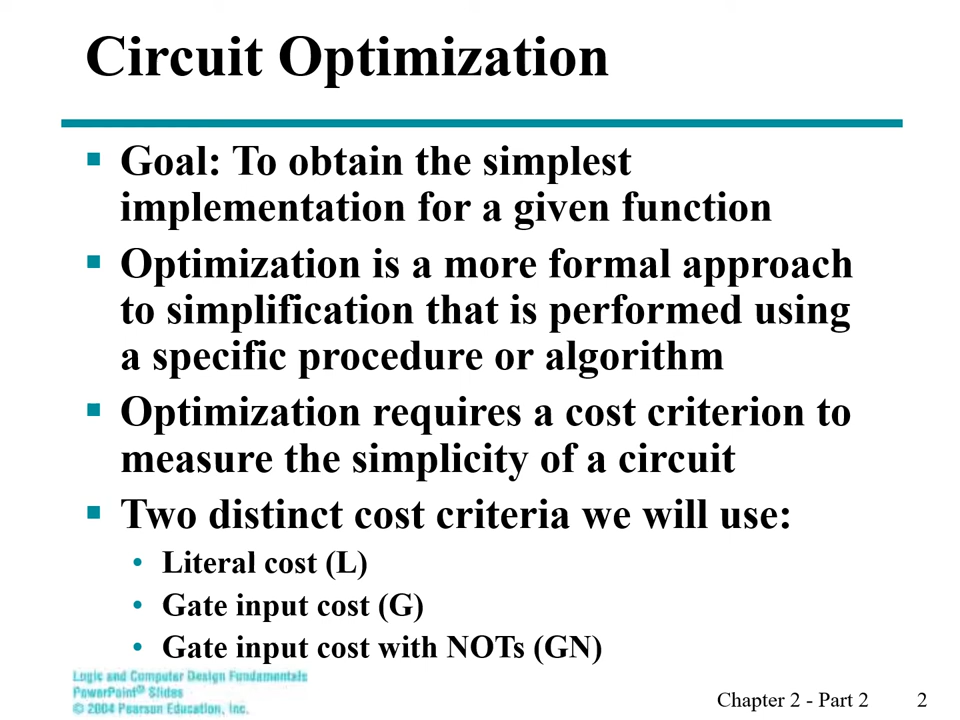 Circuit Optimization
▪ Goal: To obtain the simplest
implementation for a given function
▪ Optimization is a more formal approach
to simplification that is performed using
a specific procedure or algorithm
▪ Optimization requires a cost criterion to
measure the simplicity of a circuit
▪ Two distinct cost criteria we will use:
• Literal cost (L)
• Gate input cost (G)
• Gate input cost with NOTs (GN)
Logic and Computer Design Fundamentals
PowerPoint® Slides
© 2004 Pearson Education, Inc.
Chapter 2 - Part 2 2